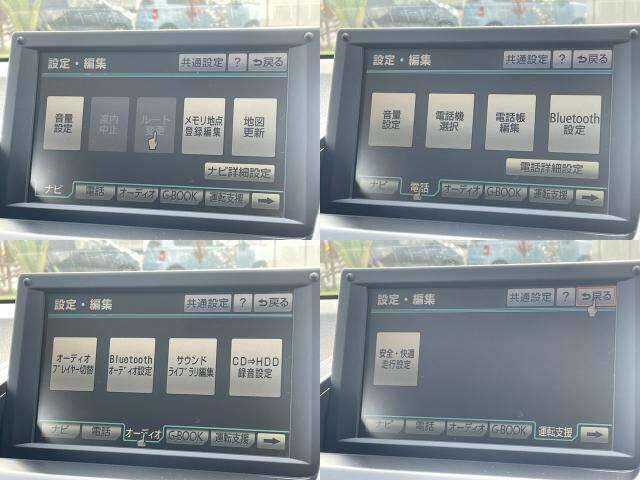 設定・編集
共通設定 ? 戻る
音量 案内 ルート メモリ地点 地図
設定 中止 変更 登録編集 更新
ナビ詳細設定
ナビ 電話 オーディオ G-BOOK 運転支援
設定・編集
共通設定 ? 戻る
音量 電話機 電話帳 Bluetooth
設定 選択 編集 設定
電話詳細設定
ナビ 電話 オーディオ G-BOOK 運転支援
設定・編集
共通設定 ? 戻る
オーディオ Bluetooth サウンド CD⇒HDD
プレイヤー切替 オーディオ設定 ライブラリ編集 録音設定
ナビ 電話 オーディオ G-BOOK 運転支援
設定・編集
共通設定 ? 戻る
安全・快適
走行設定
ナビ 電話 オーディオ G-BOOK 運転支援